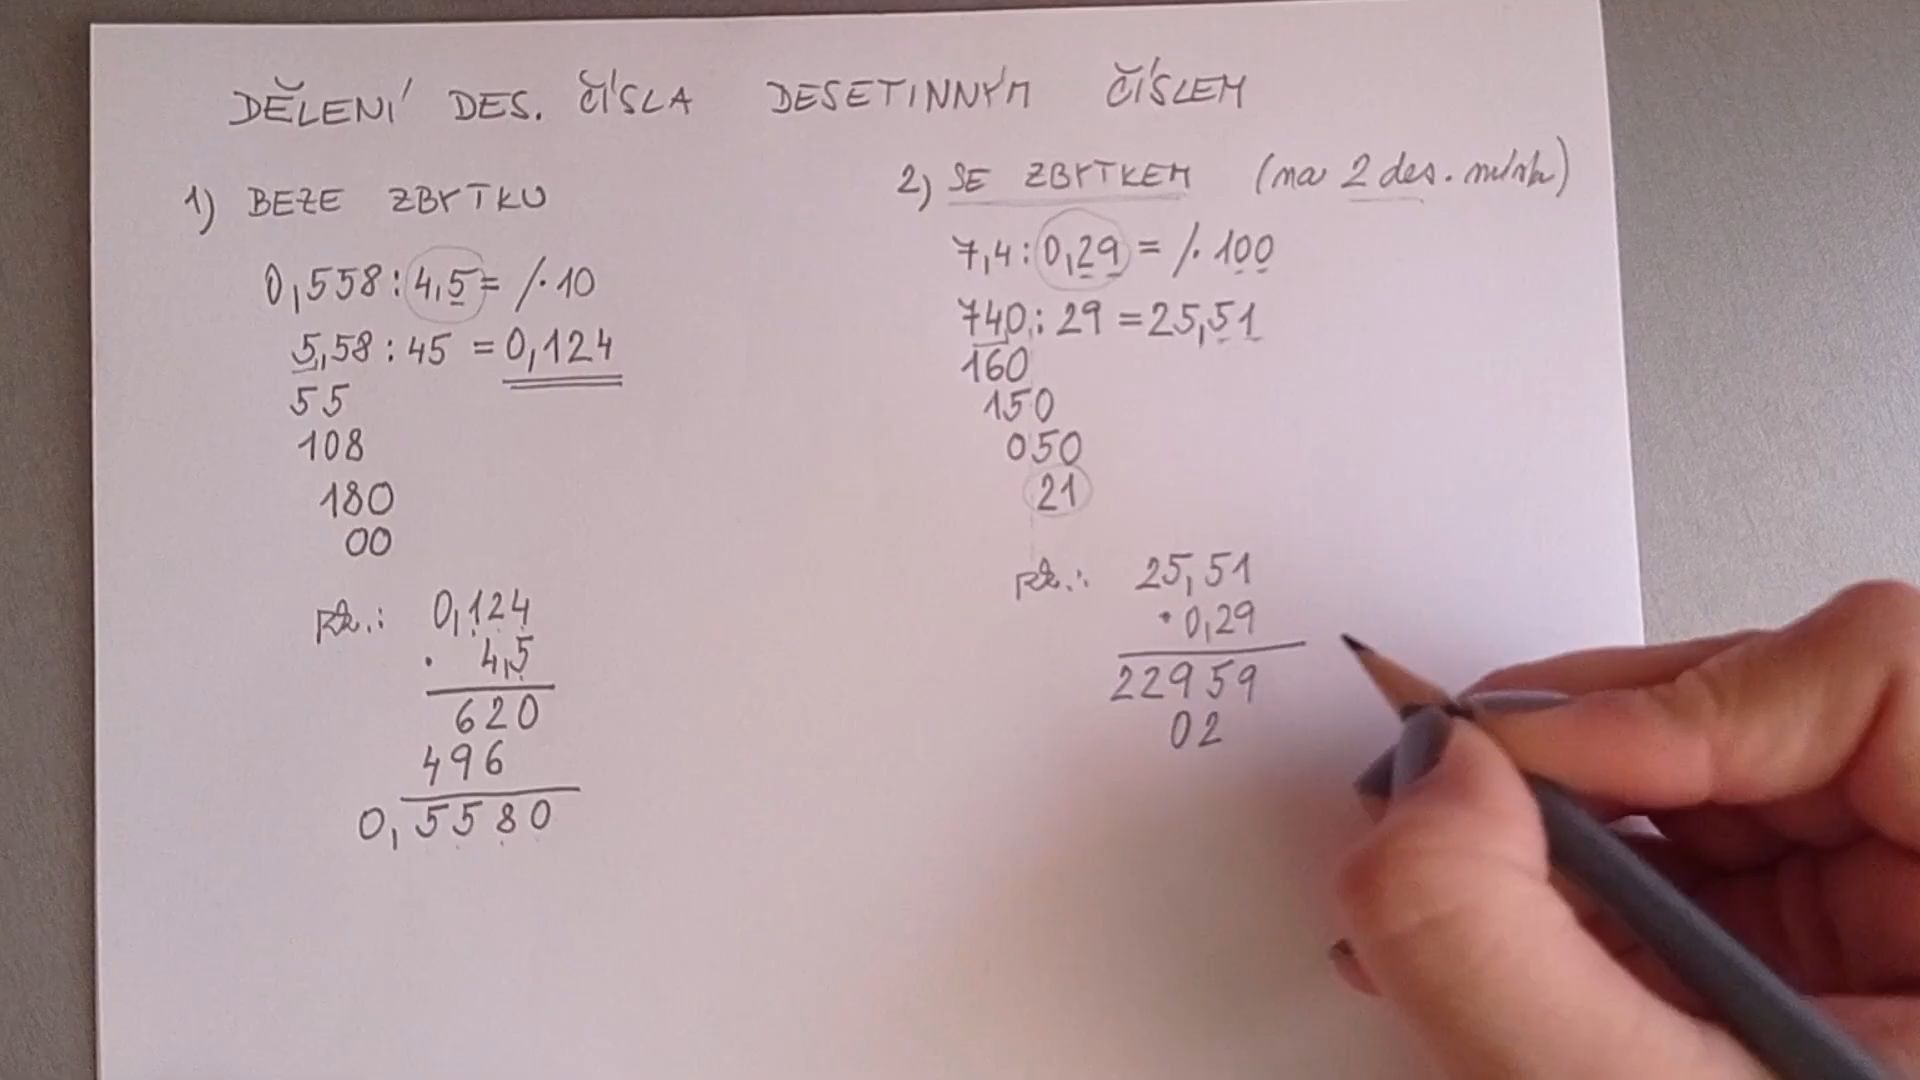 DĚLENÍ DES. ČÍSLA DESETINNÝM ČÍSLEM
1) BEZE ZBYTKU
0,558 : 4,5 = /·10
5,58 : 45 = 0,124
55
108
180
00
Zk.: 0,124
· 4,5
620
496
0,5580
2) SE ZBYTKEM (na 2 des. místa)
7,4 : 0,29 = /·100
740 : 29 = 25,51
160
150
050
21
Zk.: 25,51
· 0,29
22959
02